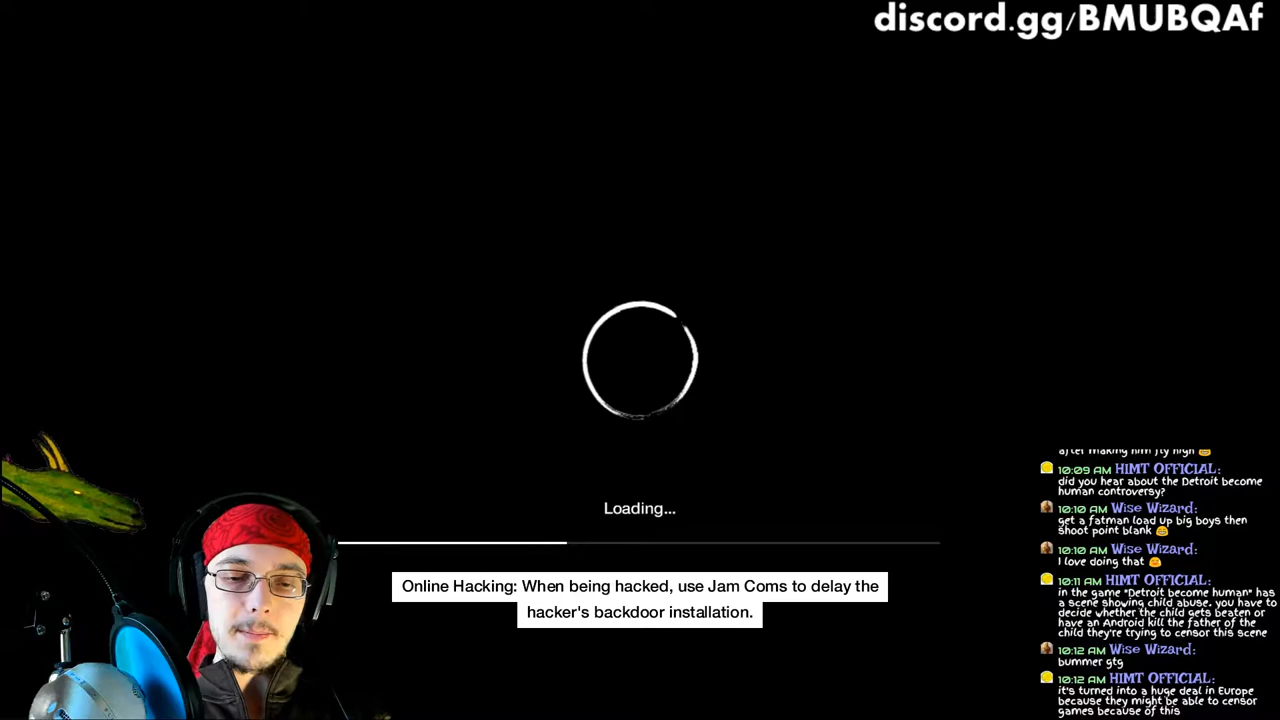 discord.gg/BMUBQAf
Loading...
Online Hacking: When being hacked, use Jam Coms to delay the
hacker's backdoor installation.
after making him fly high
10:09 AM HIMT OFFICIAL:
did you hear about the Detroit become
human controversy?
10:10 AM Wise Wizard:
get a fatman load up big boys then
shoot point blank
10:10 AM Wise Wizard:
I love doing that
10:11 AM HIMT OFFICIAL:
in the game "Detroit become human" has
a scene showing child abuse. you have to
decide whether the child gets beaten or
have an Android kill the father of the
child they're trying to censor this scene
10:12 AM Wise Wizard:
bummer gtg
10:12 AM HIMT OFFICIAL:
it's turned into a huge deal in Europe
because they might be able to censor
games because of this